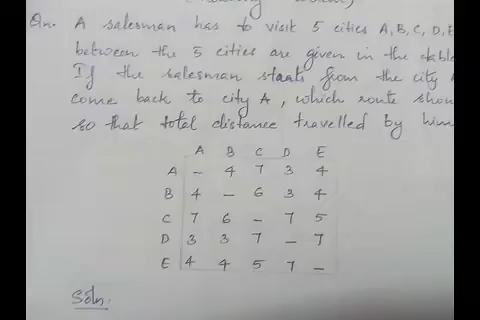 Qn. A salesman has to visit 5 cities A, B, C, D, E
between the 5 cities are given in the table
If the salesman staats from the city
come back to city A, which route shou
so that total distance travelled by him
A B C D E
A - 4 7 3 4
B 4 - 6 3 4
C 7 6 - 7 5
D 3 3 7 - 7
E 4 4 5 7 -
Soln.